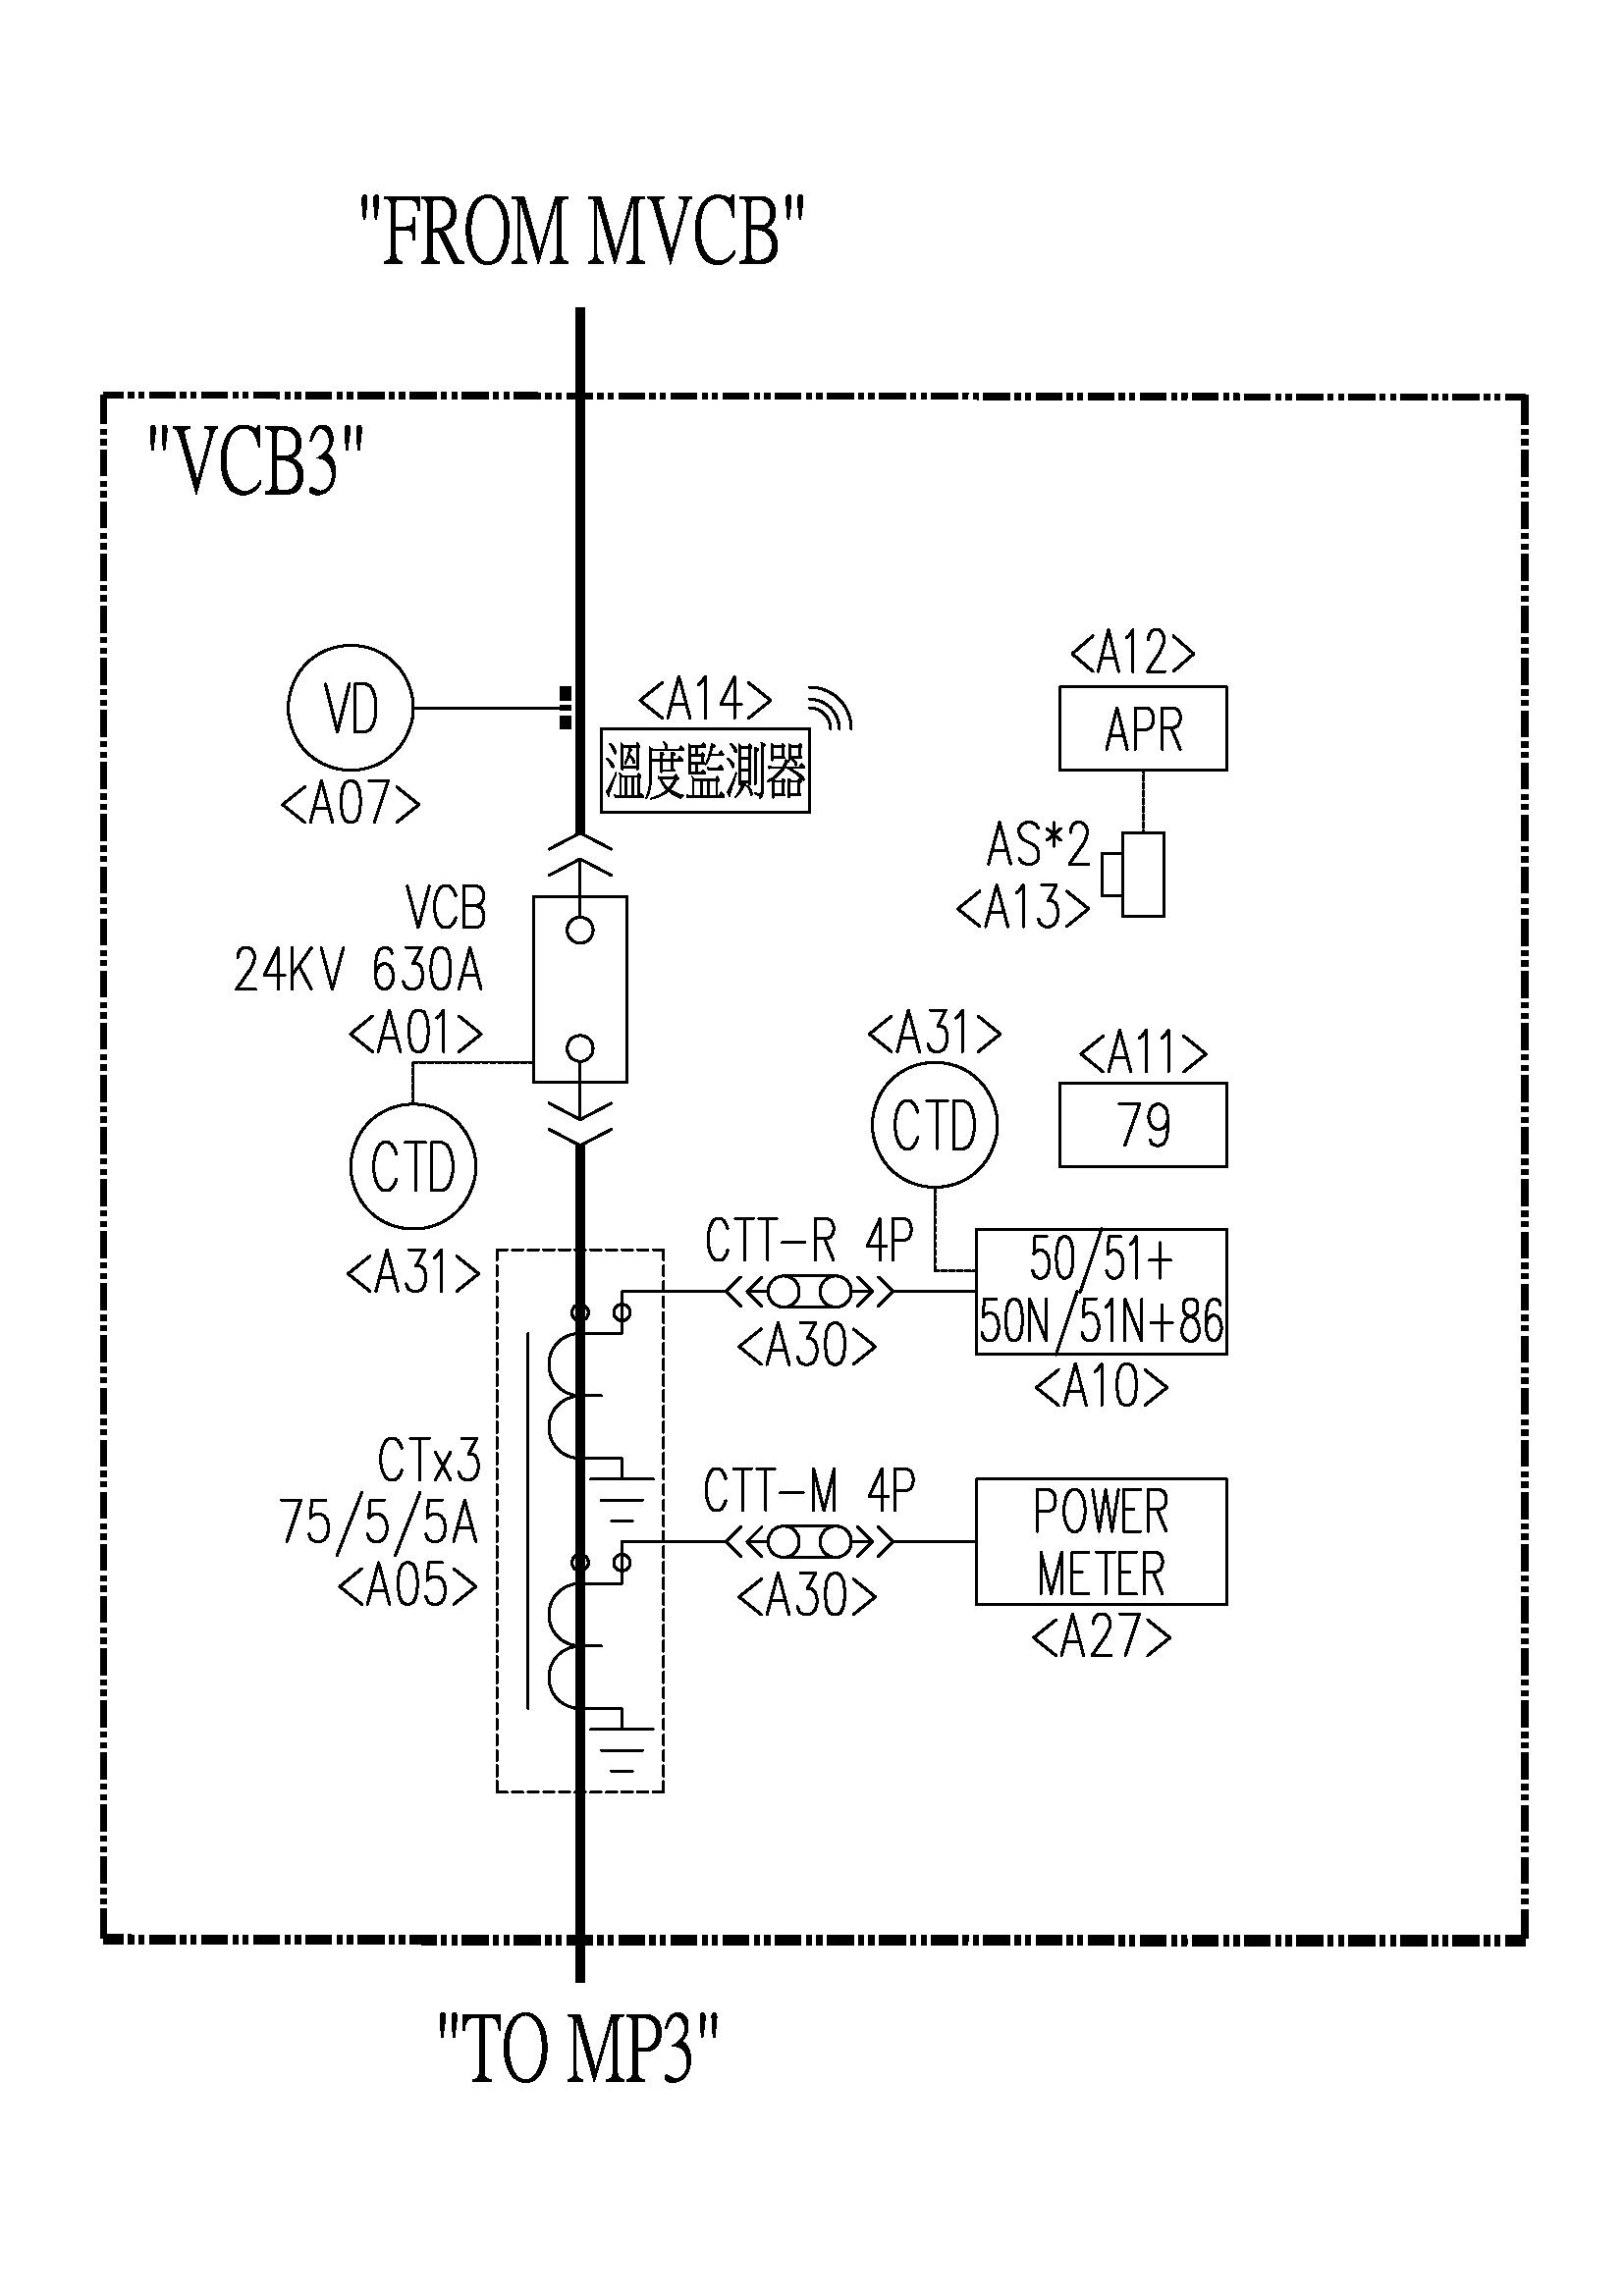 "FROM MVCB"
"VCB3"
<A12>
<A14>
VD
APR
溫度監測器
<A07>
AS*2
<A13>
VCB
24KV 630A
<A01>
<A31>
<A11>
CTD
79
CTD
<A31>
CTT-R 4P
50/51+
50N/51N+86
<A30>
<A10>
CTx3
75/5/5A
<A05>
CTT-M 4P
POWER
METER
<A30>
<A27>
"TO MP3"